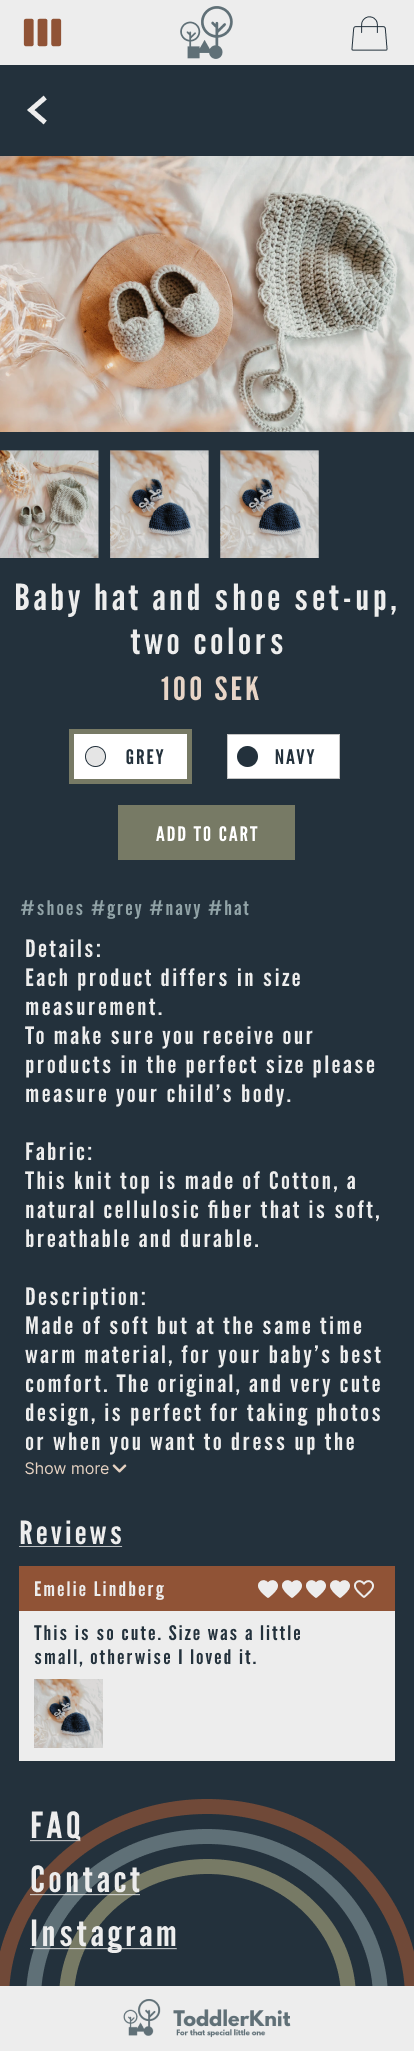 Baby hat and shoe set-up,
two colors
100 SEK
GREY
NAVY
ADD TO CART
#shoes #grey #navy #hat
Details:
Each product differs in size
measurement.
To make sure you receive our
products in the perfect size please
measure your child’s body.
Fabric:
This knit top is made of Cotton, a
natural cellulosic fiber that is soft,
breathable and durable.
Description:
Made of soft but at the same time
warm material, for your baby’s best
comfort. The original, and very cute
design, is perfect for taking photos
or when you want to dress up the
Show more
Reviews
Emelie Lindberg
This is so cute. Size was a little
small, otherwise I loved it.
FAQ
Contact
Instagram
ToddlerKnit
For that special little one